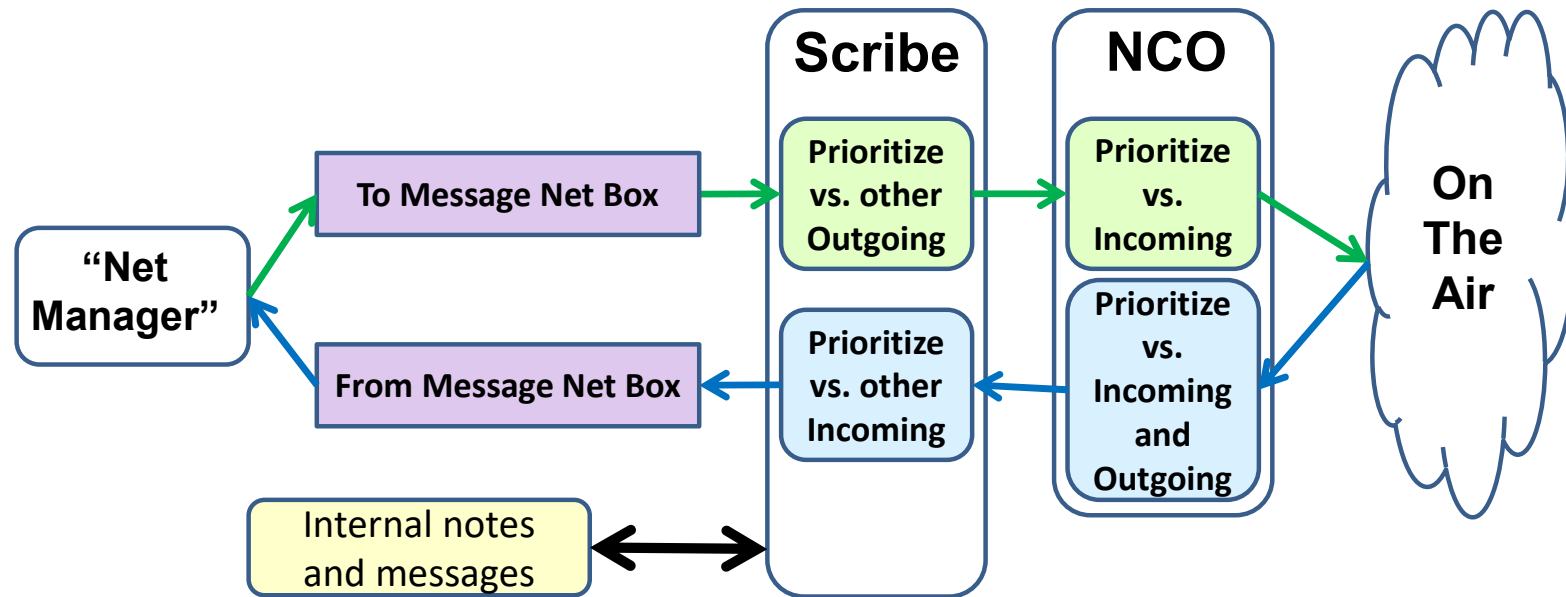 Scribe
NCO
Prioritize
vs. other
Outgoing
Prioritize
vs.
Incoming
On
The
Air
To Message Net Box
“Net
Manager”
From Message Net Box
Prioritize
vs. other
Incoming
Prioritize
vs.
Incoming
and
Outgoing
Internal notes
and messages